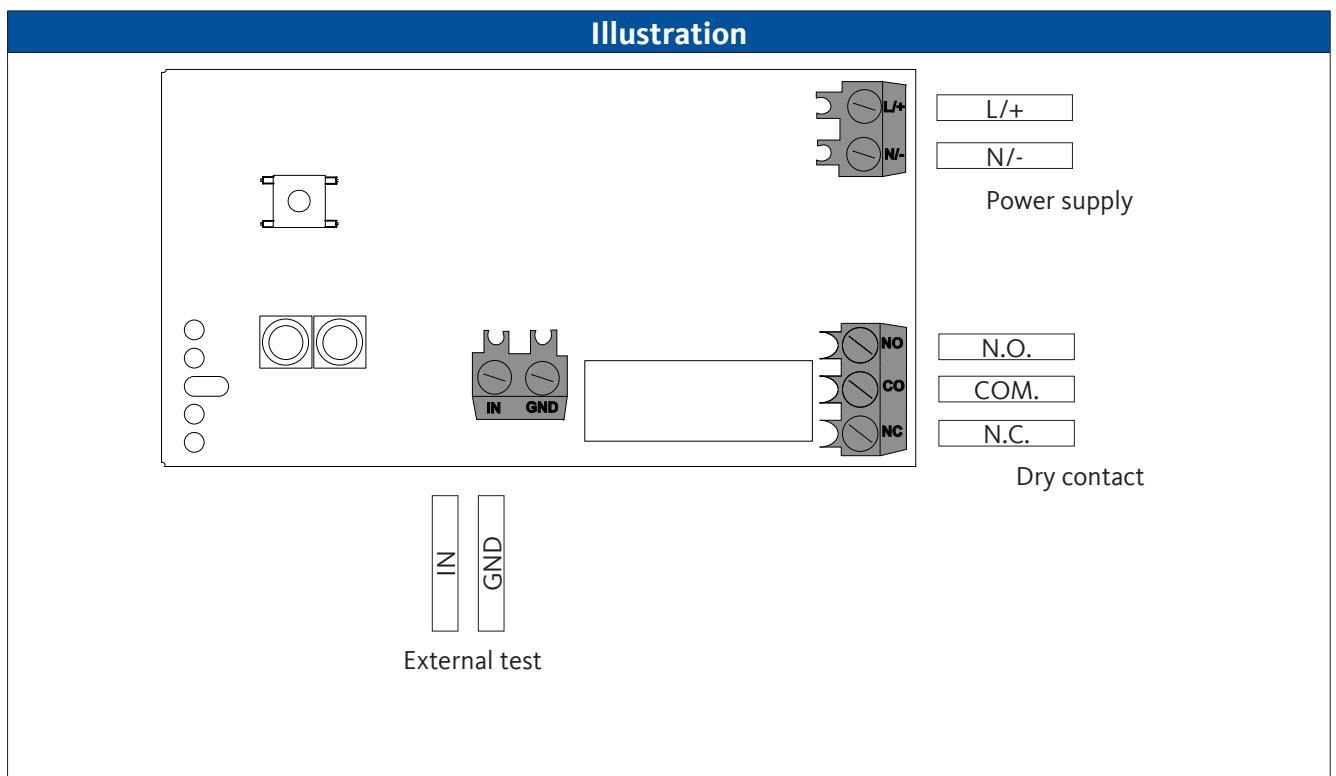 Illustration
L/+
L/+
N/-
N/-
Power supply
NO
N.O.
CO
COM.
NC
N.C.
IN GND
Dry contact
IN
GND
External test